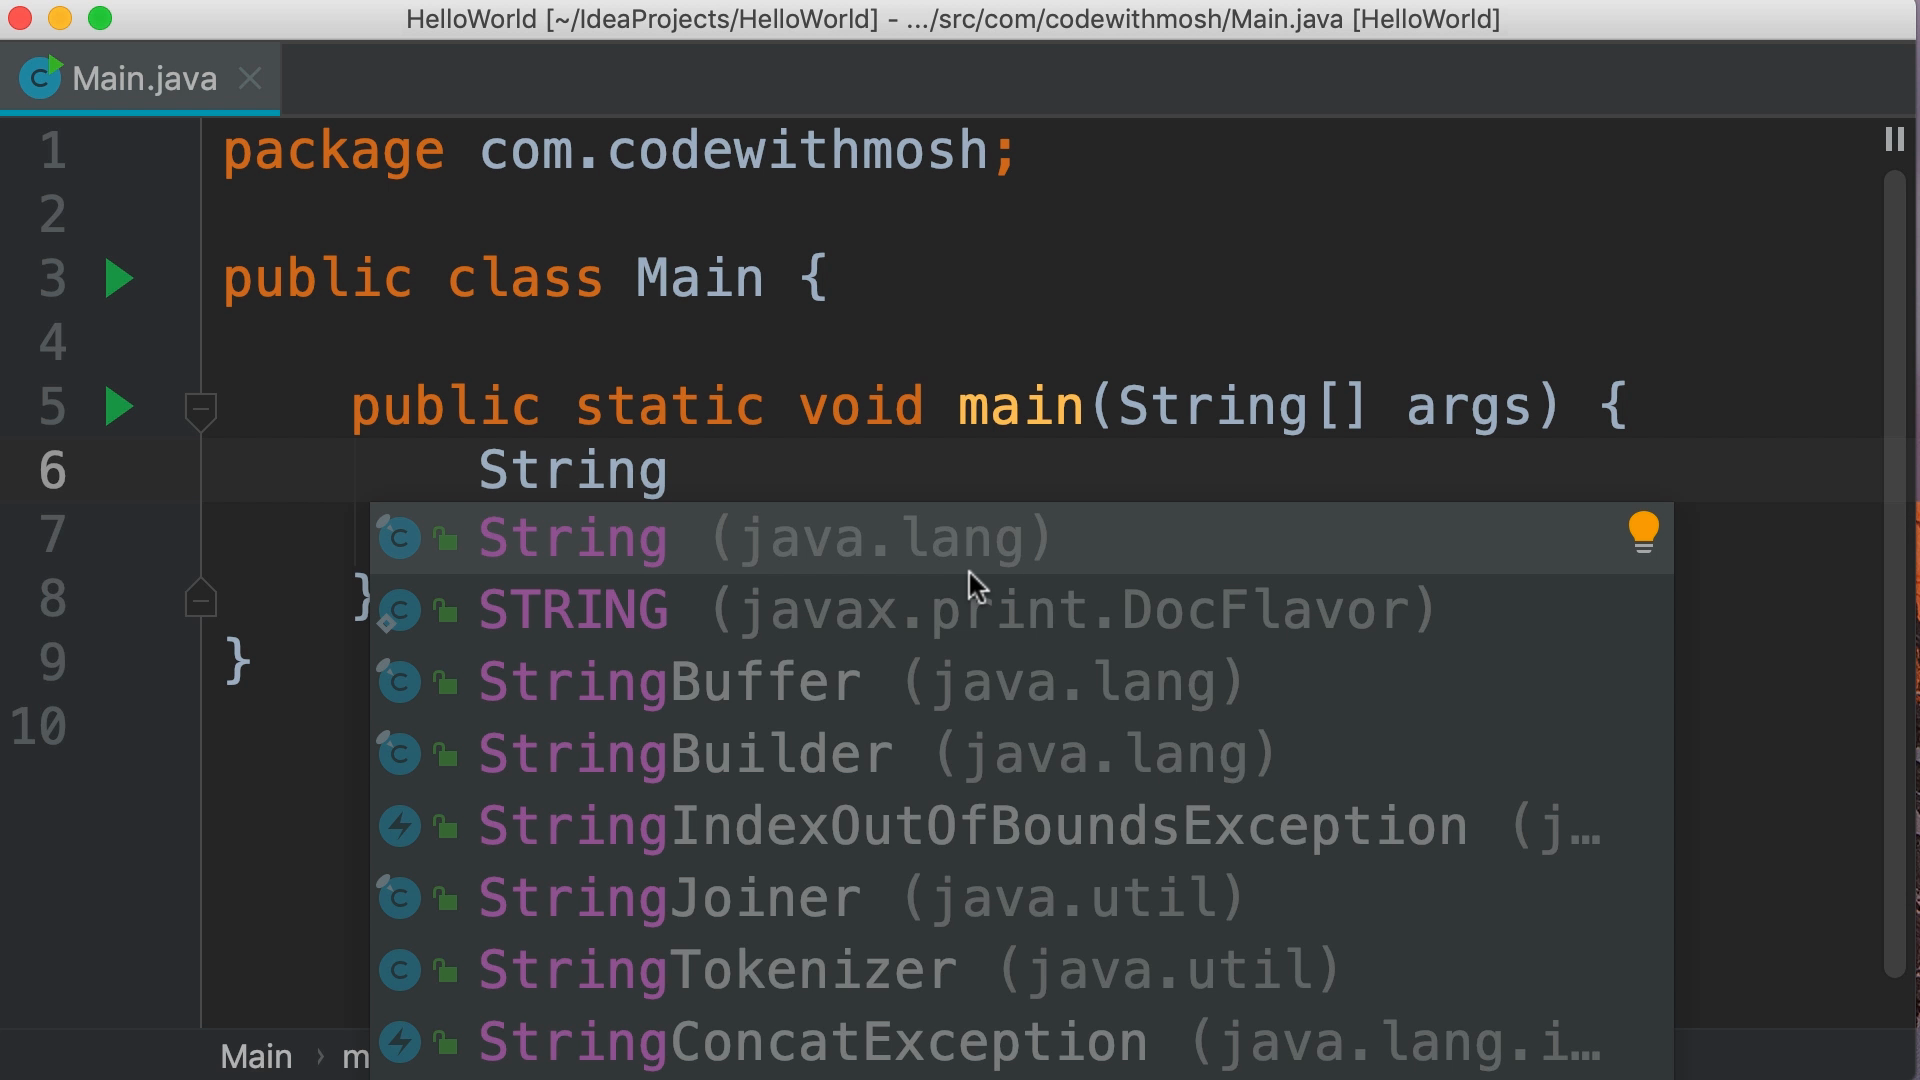 HelloWorld [~/IdeaProjects/HelloWorld] - .../src/com/codewithmosh/Main.java [HelloWorld]
Main.java
1 package com.codewithmosh;
2
3 public class Main {
4
5 public static void main(String[] args) {
6 String
7
String (java.lang)
8 }
STRING (javax.print.DocFlavor)
9 }
StringBuffer (java.lang)
10
StringBuilder (java.lang)
StringIndexOutOfBoundsException (j…
StringJoiner (java.util)
StringTokenizer (java.util)
StringConcatException (java.lang.i…
Main › m